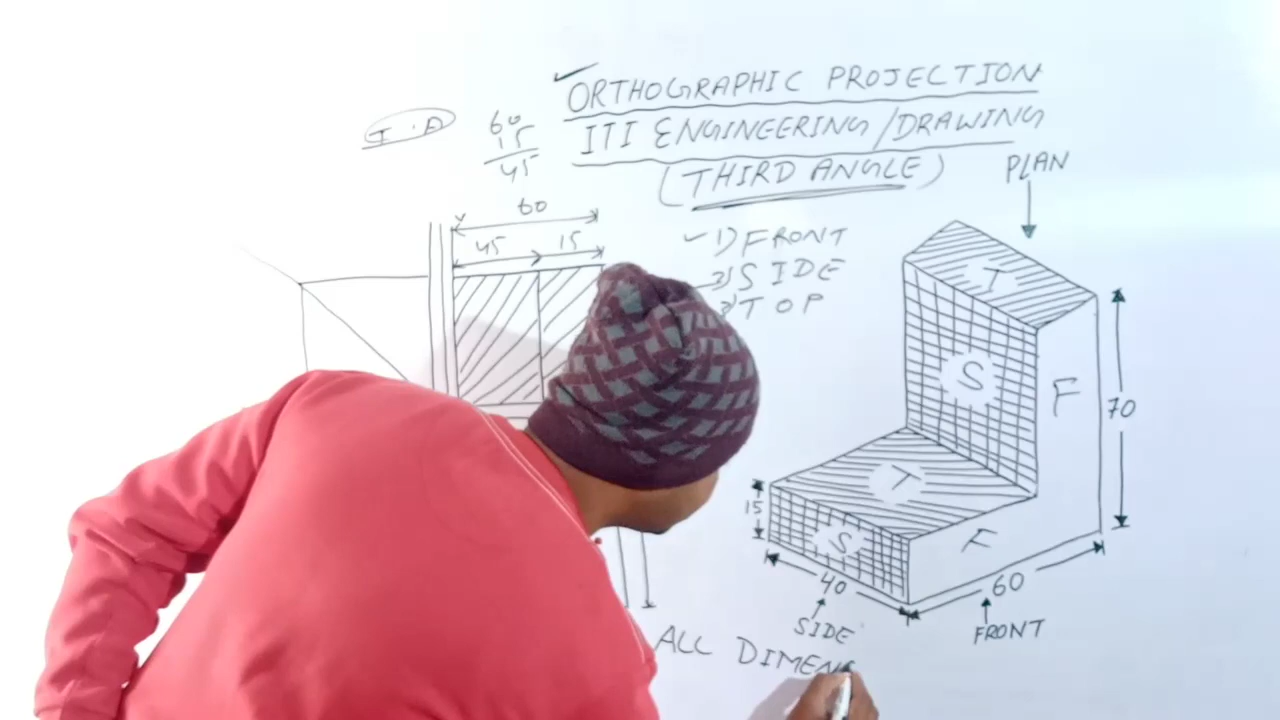 ORTHOGRAPHIC PROJECTION
ITI ENGINEERING/DRAWING
(THIRD ANGLE)
60
15
45
PLAN
60
45 15
1) FRONT
2) SIDE
3) TOP
T
S
F
70
T
15
S
F
40
60
SIDE
FRONT
ALL DIMEN